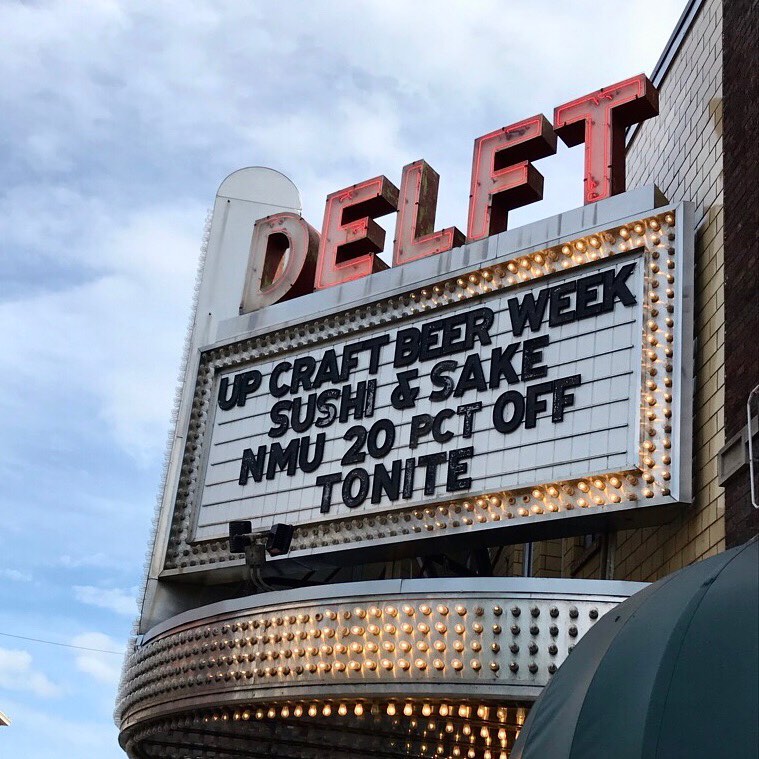 DELFT
UP CRAFT BEER WEEK
SUSHI & SAKE
NMU 20 PCT OFF
TONITE